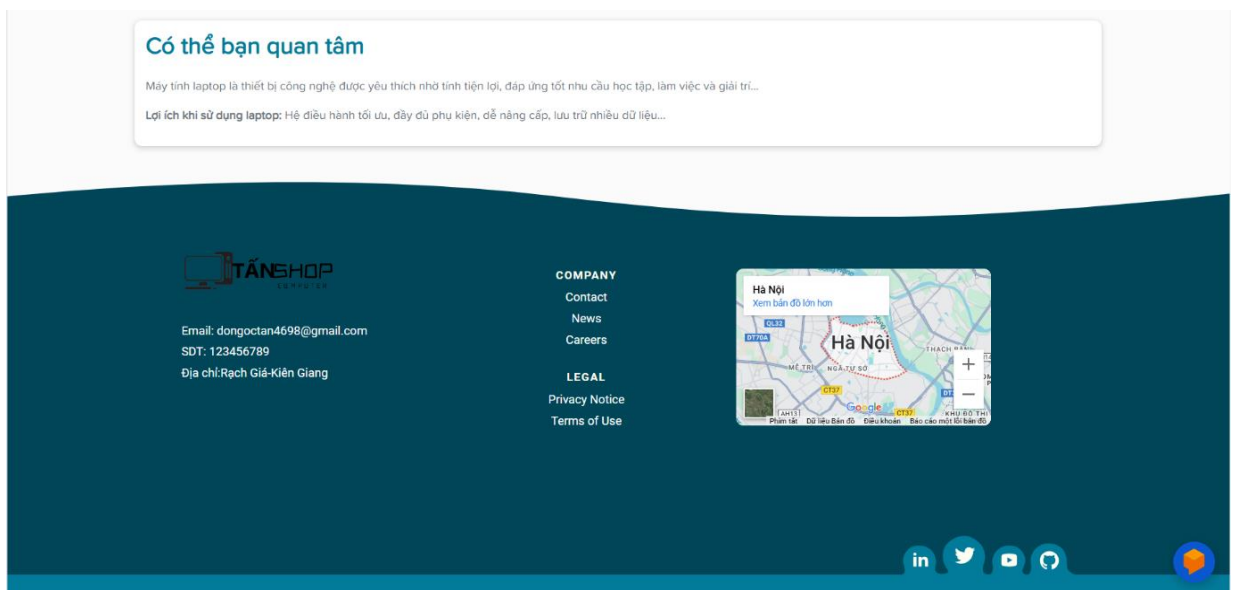 Có thể bạn quan tâm
Máy tính laptop là thiết bị công nghệ được yêu thích nhờ tính tiện lợi, đáp ứng tốt nhu cầu học tập, làm việc và giải trí...
Lợi ích khi sử dụng laptop: Hệ điều hành tối ưu, đầy đủ phụ kiện, dễ nâng cấp, lưu trữ nhiều dữ liệu...
TẤNSHOP
COMPUTER
Email: dongoctan4698@gmail.com
SDT: 123456789
Địa chỉ:Rạch Giá-Kiên Giang
COMPANY
Contact
News
Careers
LEGAL
Privacy Notice
Terms of Use
Hà Nội
Xem bản đồ lớn hơn
QL32
DT70A
Hà Nội
MỄ TRÌ
NGÃ TƯ SỞ
CT37
Google
CT37
AH13
KHU ĐÔ THỊ
Phím tắt
Dữ liệu Bản đồ
Điều khoản
Báo cáo một lỗi bản đồ
in